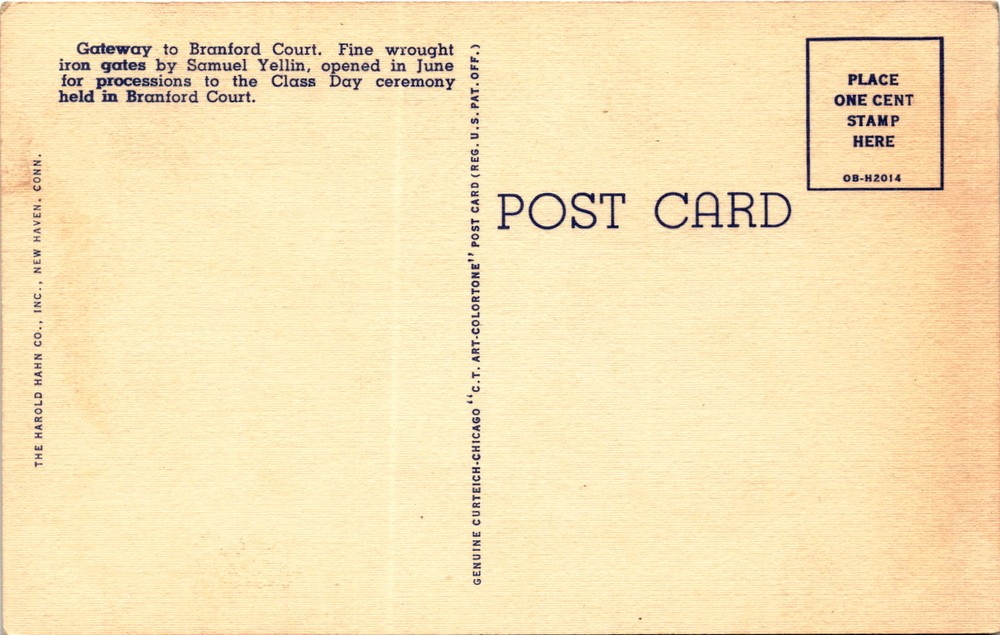 Gateway to Branford Court. Fine wrought
iron gates by Samuel Yellin, opened in June
for processions to the Class Day ceremony
held in Branford Court.
THE HAROLD HAHN CO., INC., NEW HAVEN, CONN.
GENUINE CURTEICH-CHICAGO "C.T. ART-COLORTONE" POST CARD (REG. U.S. PAT. OFF.)
POST CARD
PLACE
ONE CENT
STAMP
HERE
OB-H2014